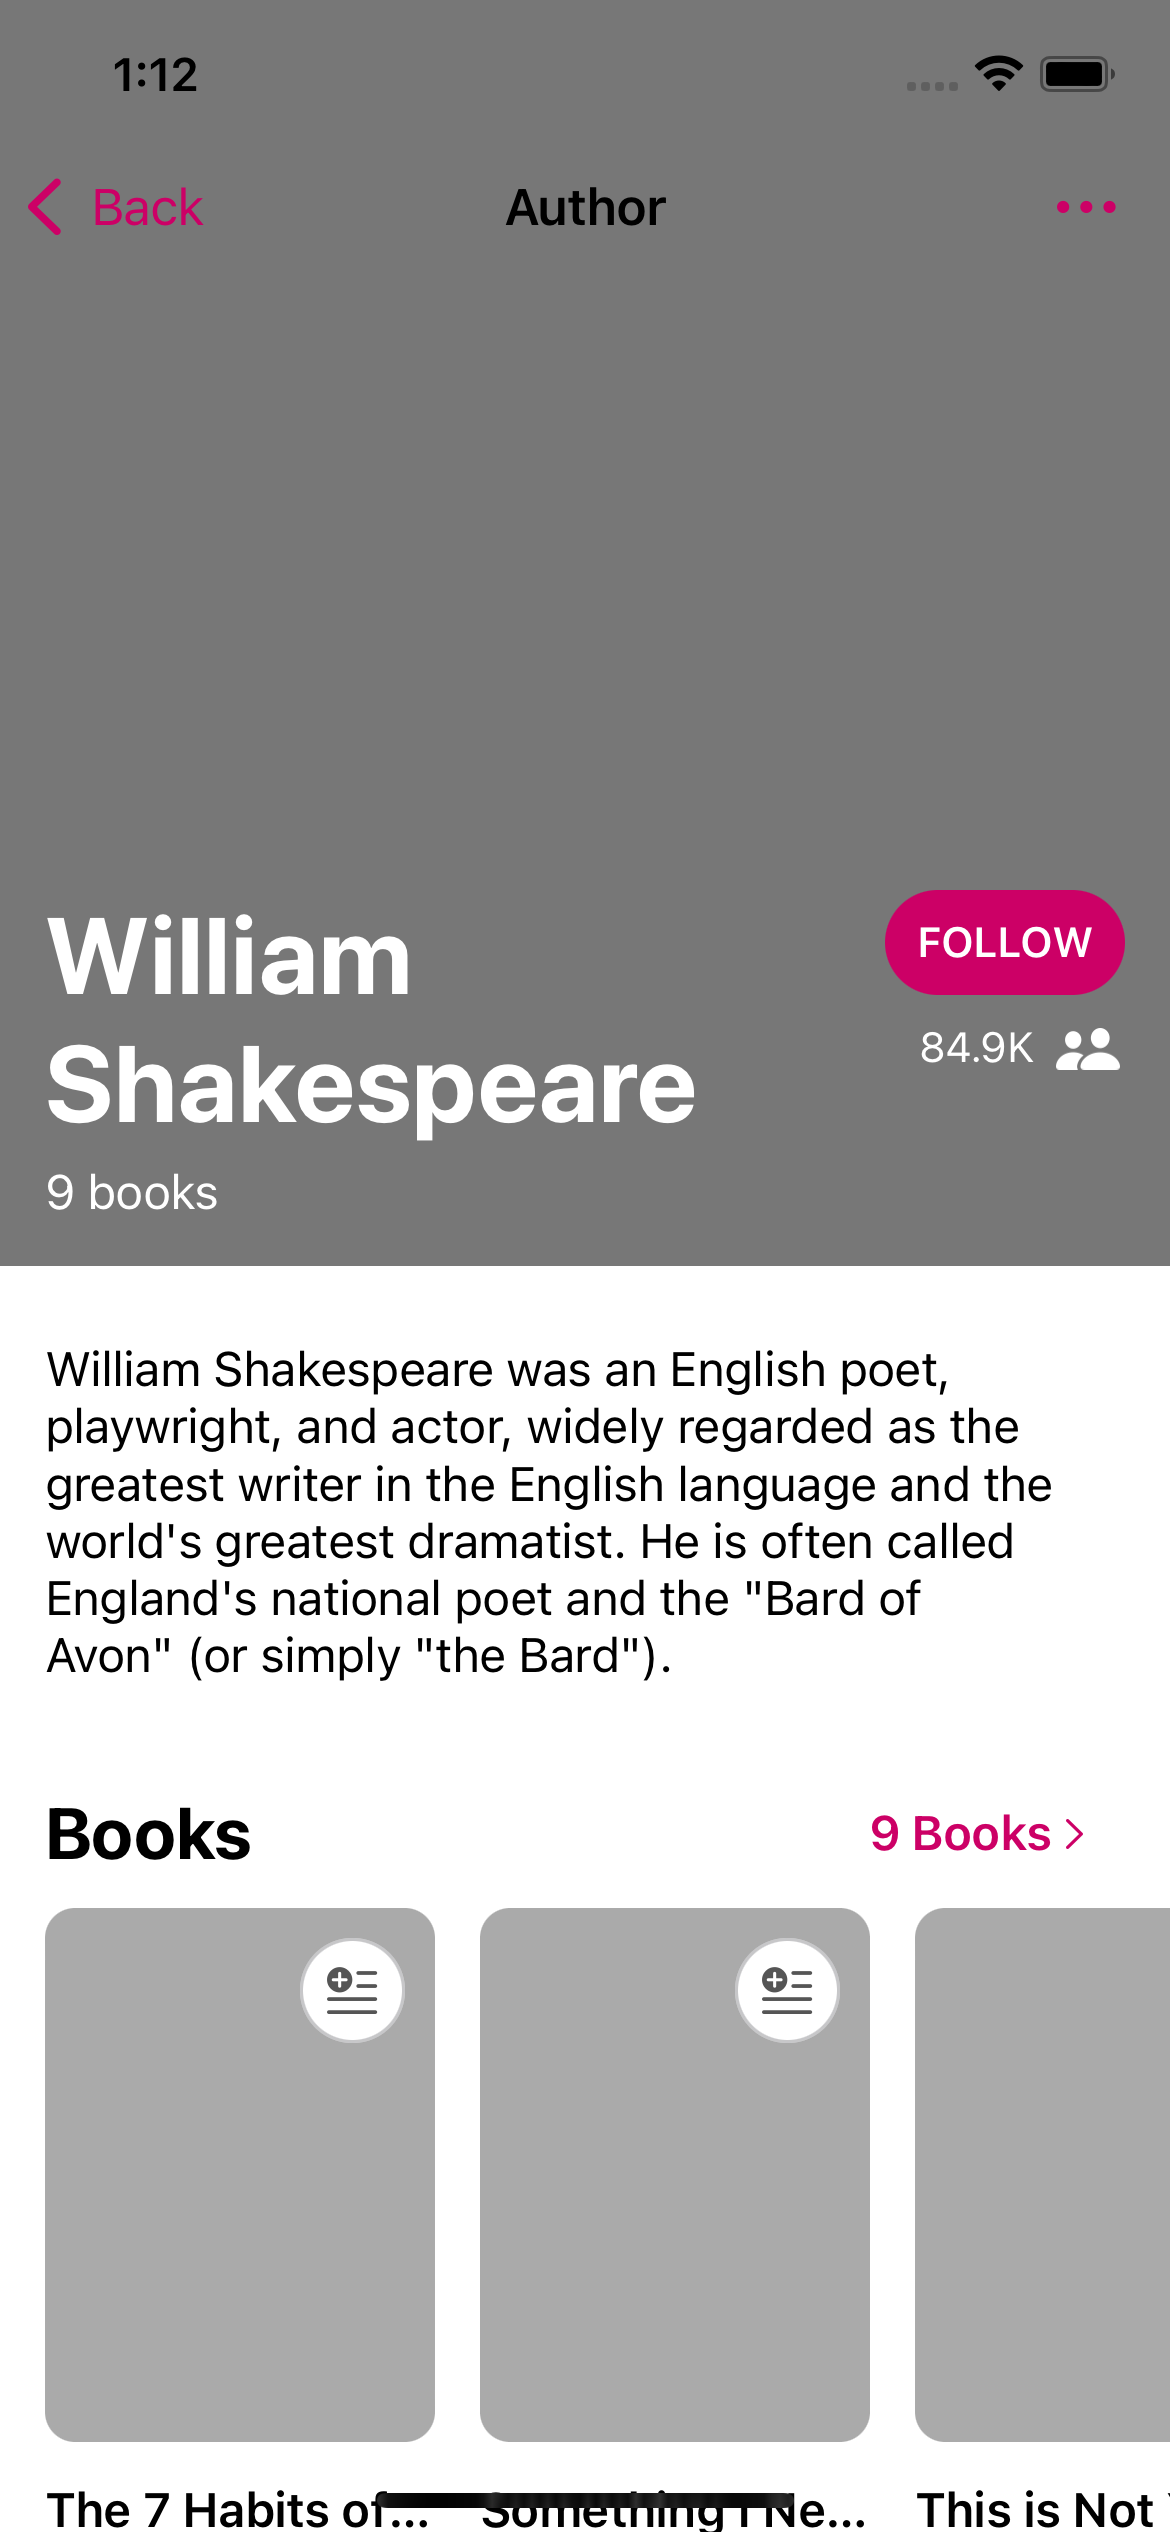 1:12
Back
Author
William
Shakespeare
FOLLOW
84.9K
9 books
William Shakespeare was an English poet,
playwright, and actor, widely regarded as the
greatest writer in the English language and the
world's greatest dramatist. He is often called
England's national poet and the "Bard of
Avon" (or simply "the Bard").
Books
9 Books
The 7 Habits of...
Something I Ne...
This is Not